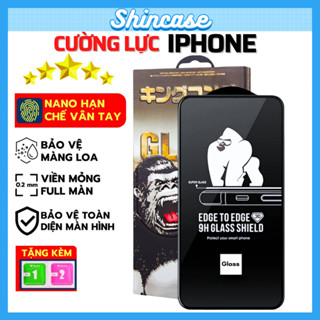 Shincase
CƯỜNG LỰC IPHONE
NANO HẠN
CHẾ VÂN TAY
BẢO VỆ
MÀNG LOA
0.2 mm
VIỀN MỎNG
FULL MÀN
BẢO VỆ TOÀN
DIỆN MÀN HÌNH
TẶNG KÈM
1
2
キングコング
GL
EDGE TO EDGE
9H GLASS SHIELD
Protect your smart phone
Glass